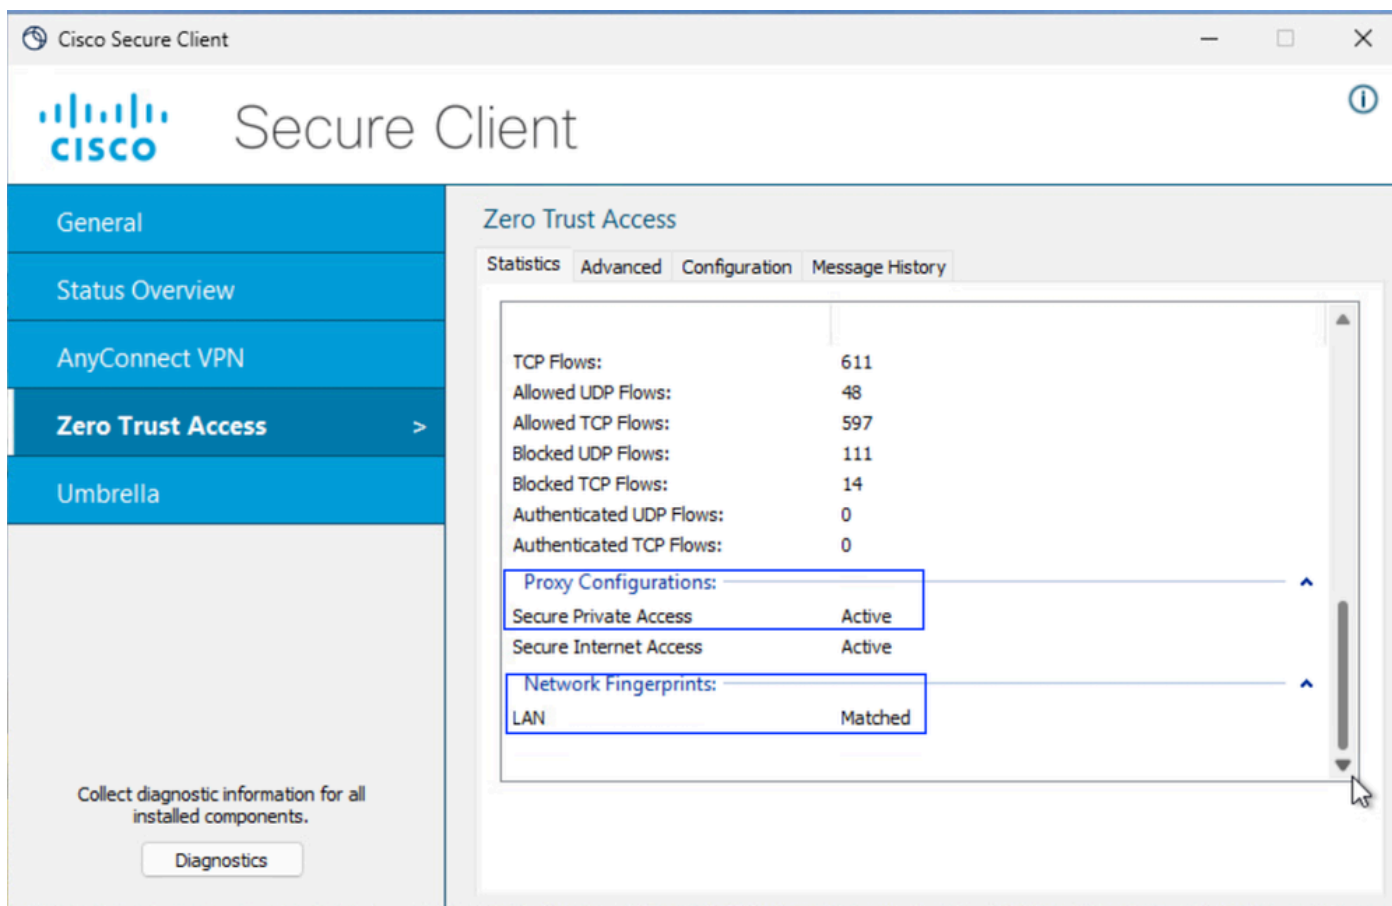 Cisco Secure Client
CISCO
Secure Client
General
Status Overview
AnyConnect VPN
Zero Trust Access >
Umbrella
Collect diagnostic information for all
installed components.
Diagnostics
Zero Trust Access
Statistics Advanced Configuration Message History
TCP Flows: 611
Allowed UDP Flows: 48
Allowed TCP Flows: 597
Blocked UDP Flows: 111
Blocked TCP Flows: 14
Authenticated UDP Flows: 0
Authenticated TCP Flows: 0
Proxy Configurations:
Secure Private Access Active
Secure Internet Access Active
Network Fingerprints:
LAN Matched